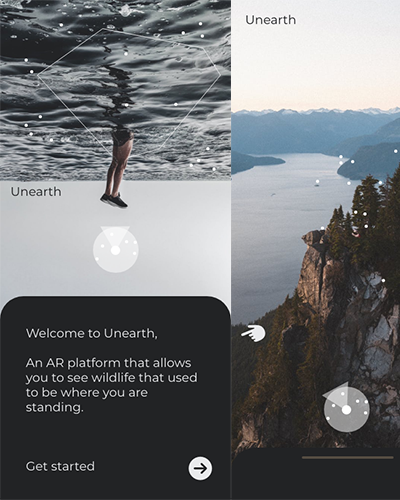 Unearth
Unearth
Welcome to Unearth,
An AR platform that allows
you to see wildlife that used
to be where you are
standing.
Get started